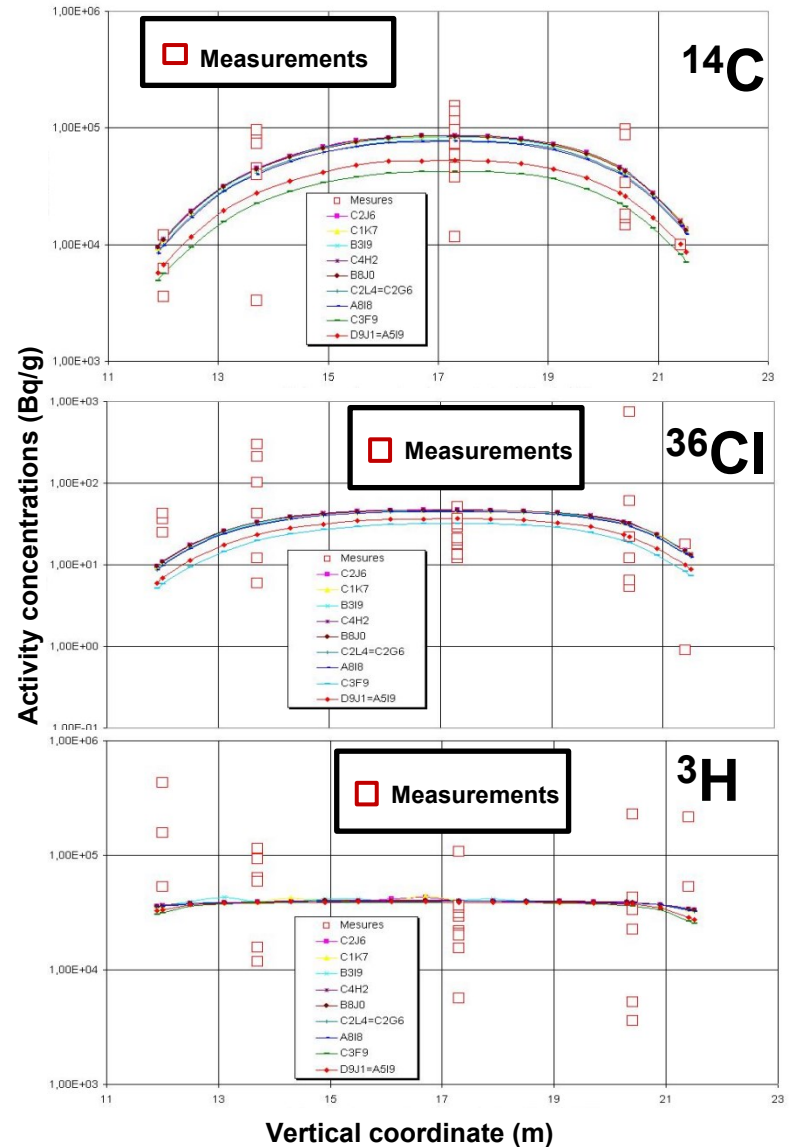 Activity concentrations (Bq/g)
1,00E+06
1,00E+05
1,00E+04
1,00E+03
Measurements
14C
Mesures
C2J6
C1K7
B3I9
C4H2
B8J0
C2L4=C2G6
A8I8
C3F9
D9J1=A5I9
11 13 15 17 19 21 23
1,00E+03
1,00E+02
1,00E+01
1,00E+00
1,00E-01
Measurements
36Cl
Mesures
C2J6
C1K7
B3I9
C4H2
B8J0
C2L4=C2G6
A8I8
C3F9
D9J1=A5I9
1,00E+06
1,00E+05
1,00E+04
1,00E+03
Measurements
3H
Mesures
C2J6
C1K7
B3I9
C4H2
B8J0
C2L4=C2G6
A8I8
C3F9
D9J1=A5I9
11 13 15 17 19 21 23
Vertical coordinate (m)